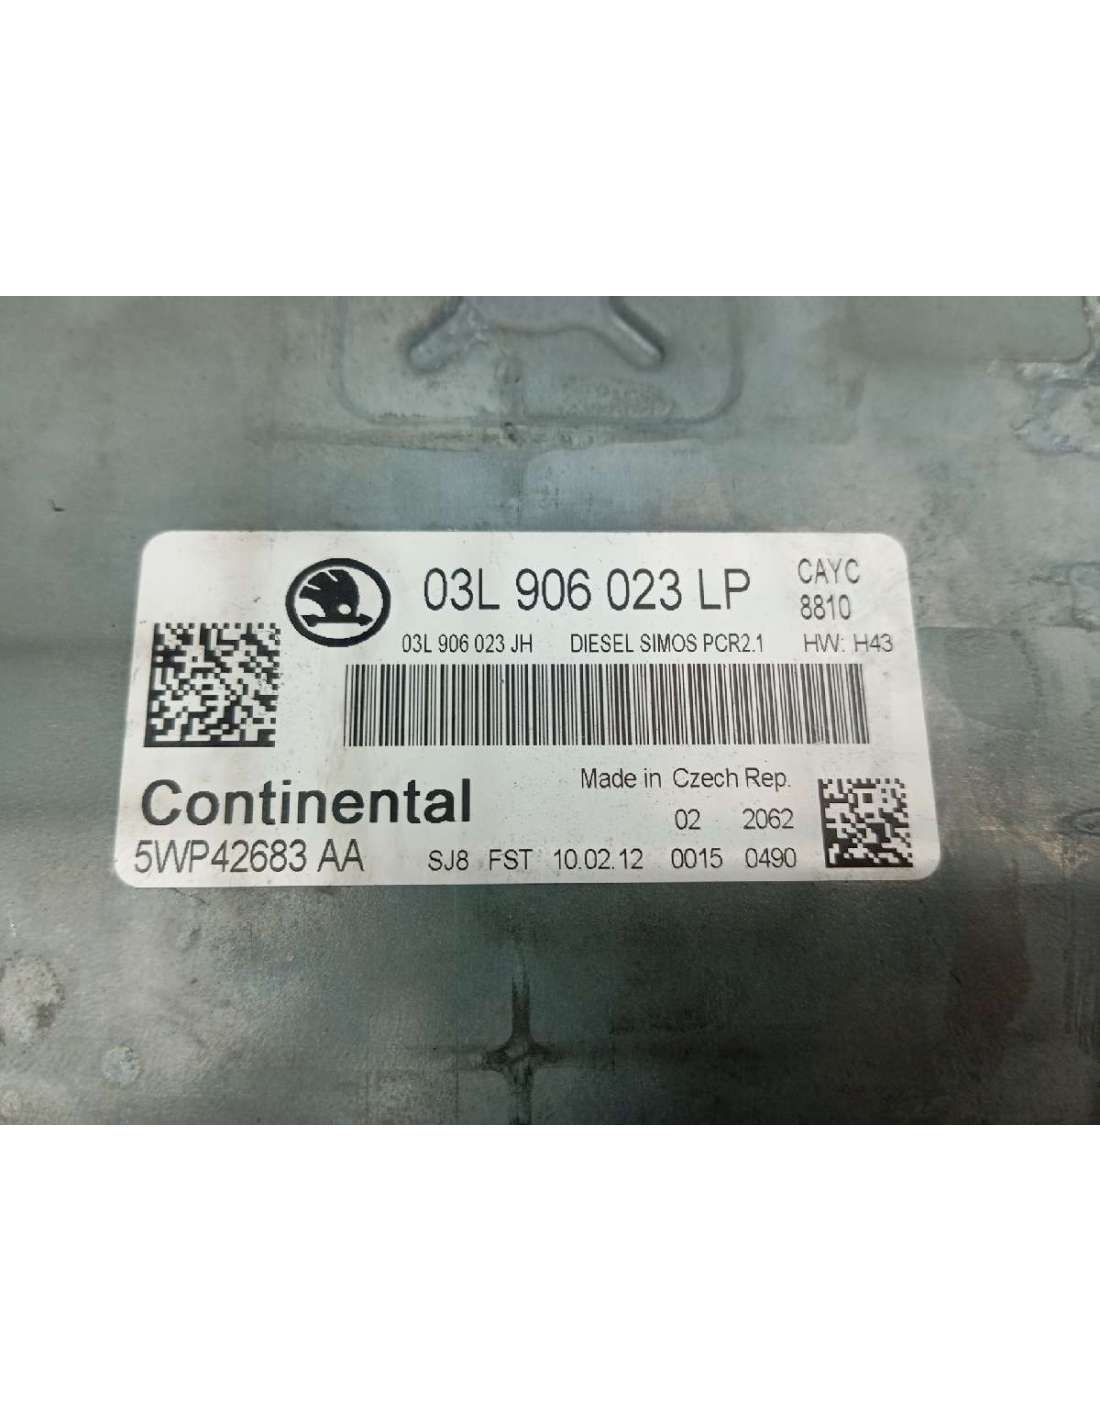 03L 906 023 LP CAYC
8810
03L 906 023 JH DIESEL SIMOS PCR2.1 HW: H43
Made in Czech Rep.
Continental
02 2062
5WP42683 AA SJ8 FST 10.02.12 0015 0490